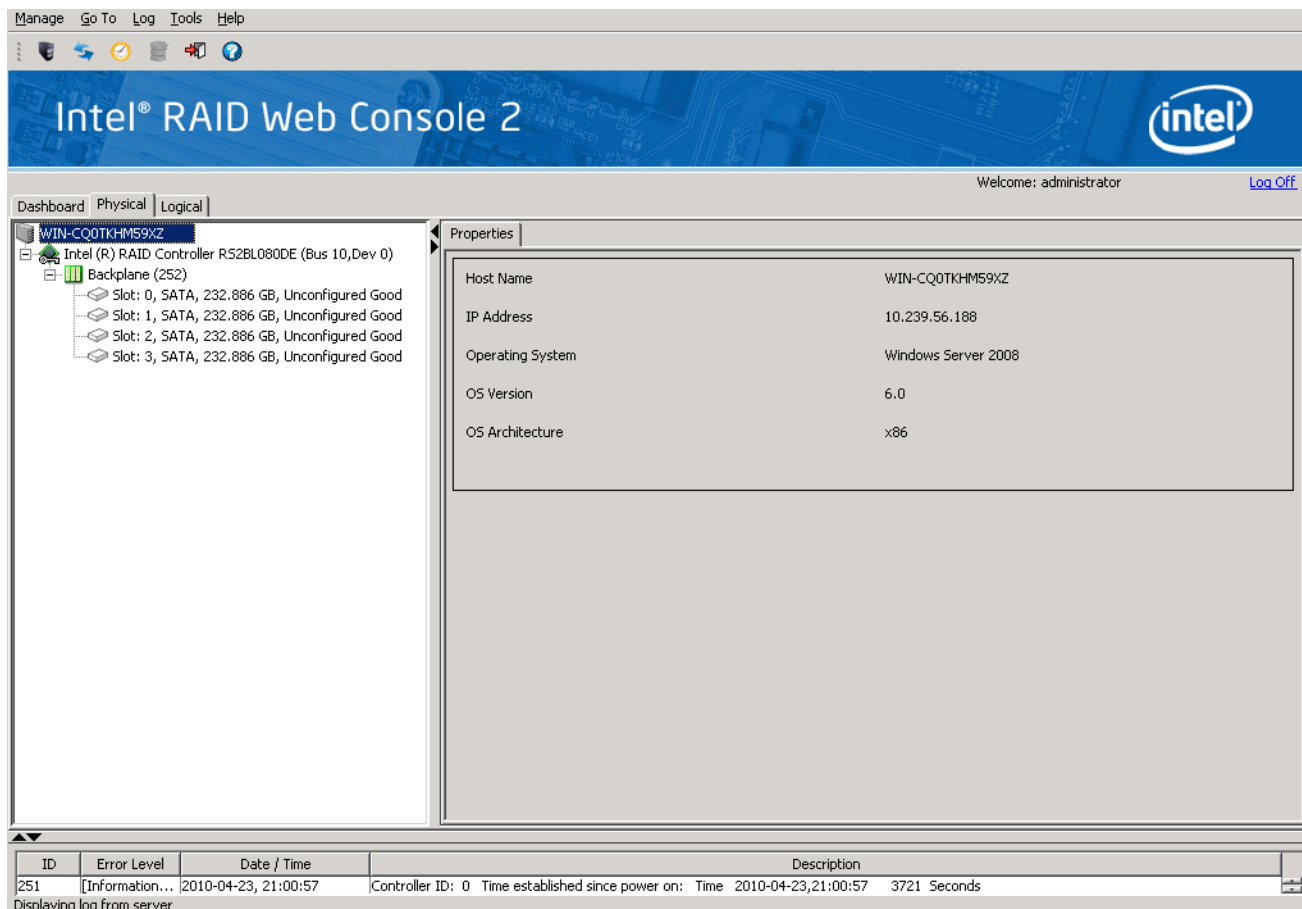 Manage Go To Log Tools Help
Intel® RAID Web Console 2
intel
Welcome: administrator Log Off
Dashboard Physical Logical
WIN-CQ0TKHM59XZ
Intel (R) RAID Controller RS2BL080DE (Bus 10,Dev 0)
Backplane (252)
Slot: 0, SATA, 232.886 GB, Unconfigured Good
Slot: 1, SATA, 232.886 GB, Unconfigured Good
Slot: 2, SATA, 232.886 GB, Unconfigured Good
Slot: 3, SATA, 232.886 GB, Unconfigured Good
Properties
Host Name WIN-CQ0TKHM59XZ
IP Address 10.239.56.188
Operating System Windows Server 2008
OS Version 6.0
OS Architecture x86
ID Error Level Date / Time Description
251 [Information... 2010-04-23, 21:00:57 Controller ID: 0 Time established since power on: Time 2010-04-23,21:00:57 3721 Seconds
Displaying log from server